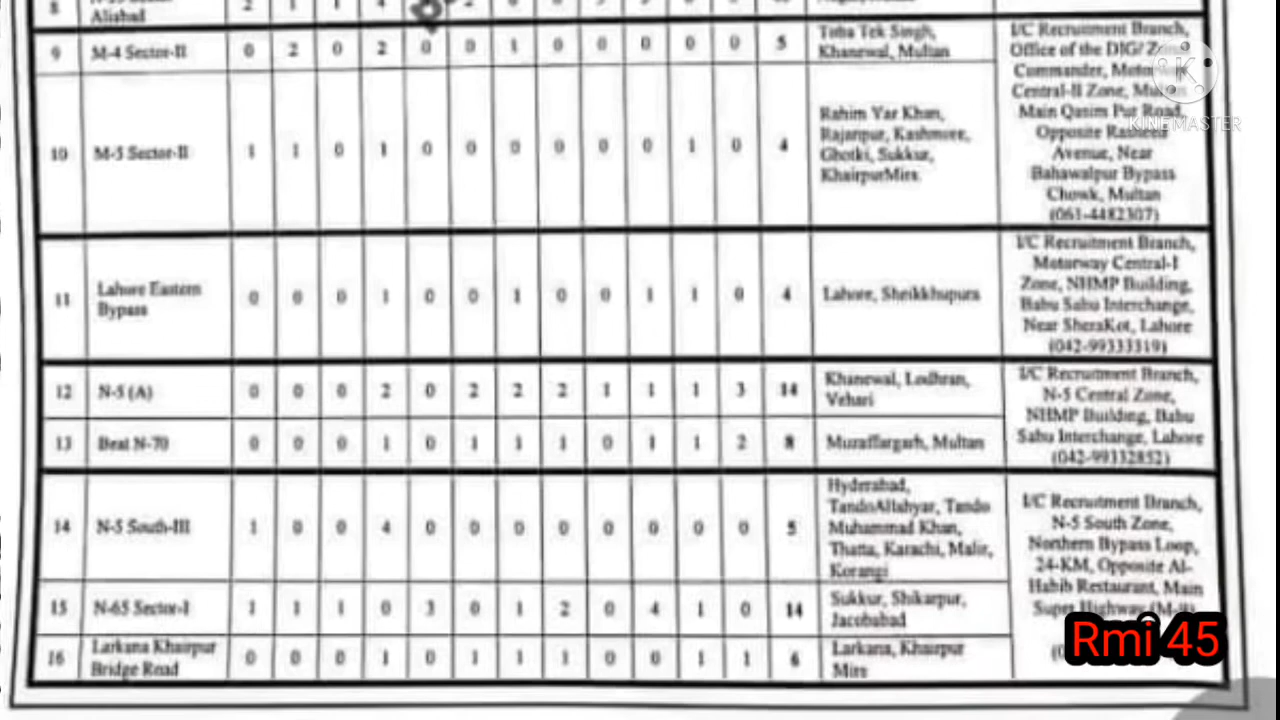 8 Aliabad 2 1 1 4
9 M-4 Sector-II 0 2 0 2 0 0 1 0 0 0 0 0 5 Toba Tek Singh,
Khanewal, Multan
I/C Recruitment Branch,
Office of the DIG/
Commander,
Central-II Zone,
Main Qasim Pur Road,
Opposite
Avenue, Near
Bahawalpur Bypass
Chowk, Multan
(061-4482307)
10 M-5 Sector-II 1 1 0 1 0 0 0 0 0 0 1 0 4 Rahim Yar Khan,
Rajanpur, Kashmore,
Ghotki, Sukkur,
KhairpurMirs
11 Lahore Eastern
Bypass
0 0 0 1 0 0 1 0 0 1 1 0 4 Lahore, Sheikkhupura
I/C Recruitment Branch,
Motorway Central-I
Zone, NHMP Building,
Babu Sabu Interchange,
Near SheraKot, Lahore
(042-99333319)
12 N-5 (A) 0 0 0 2 0 2 2 2 1 1 1 3 14 Khanewal, Lodhran,
Vehari
I/C Recruitment Branch,
N-5 Central Zone,
NHMP Building, Babu
Sabu Interchange, Lahore
(042-99332852)
13 Beat N-70 0 0 0 1 0 1 1 1 0 1 1 2 8 Muzaffargarh, Multan
14 N-5 South-III 1 0 0 4 0 0 0 0 0 0 0 0 5 Hyderabad,
TandoAllahyar, Tando
Muhammad Khan,
Thatta, Karachi, Malir,
Korangi
I/C Recruitment Branch,
N-5 South Zone,
Northern Bypass Loop,
24-KM, Opposite Al-
Habib Restaurant, Main
Super Highway
15 N-65 Sector-I 1 1 1 0 3 0 1 2 0 4 1 0 14 Sukkur, Shikarpur,
Jacobabad
16 Larkana Khairpur
Bridge Road
0 0 0 1 0 1 1 1 0 0 1 1 6 Larkana, Khairpur
Mirs
K
KINEMASTER
Rmi 45